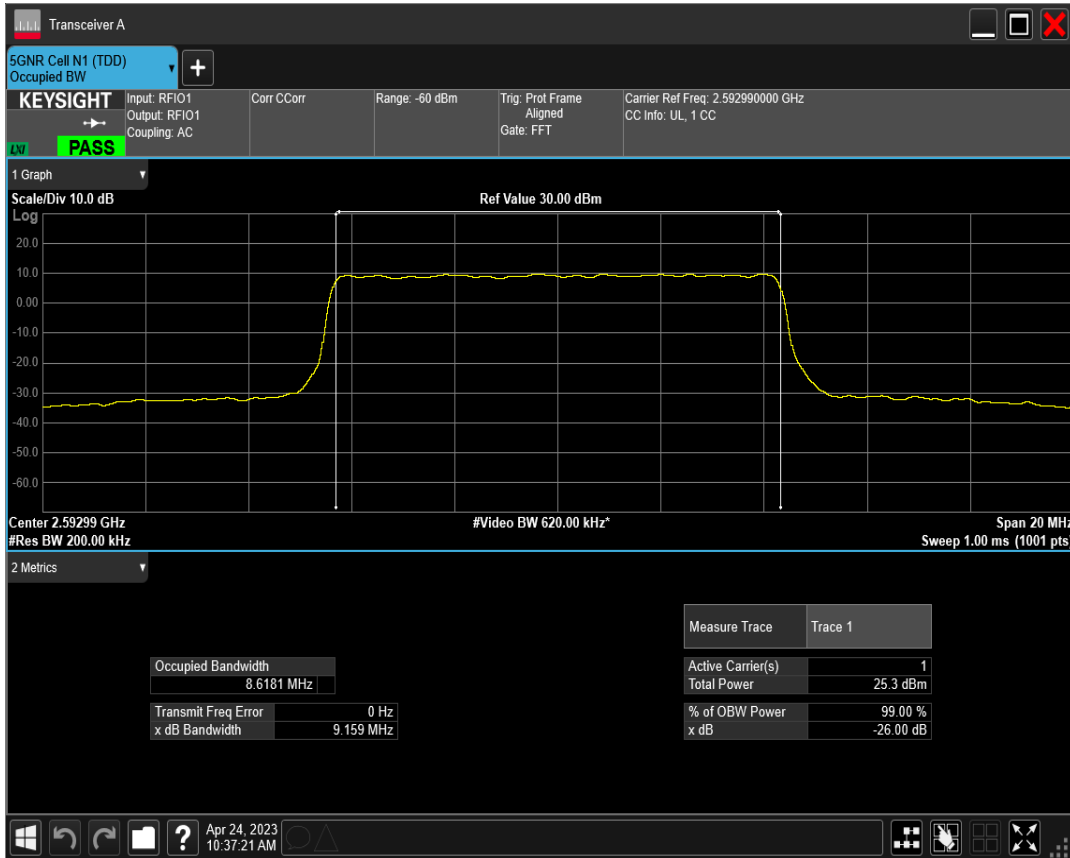 Transceiver A
5GNR Cell N1 (TDD)
Occupied BW
+
KEYSIGHT
LXI
PASS
Input: RFIO1
Output: RFIO1
Coupling: AC
Corr CCorr
Range: -60 dBm
Trig: Prot Frame
Aligned
Gate: FFT
Carrier Ref Freq: 2.592990000 GHz
CC Info: UL, 1 CC
1 Graph
Scale/Div 10.0 dB
Ref Value 30.00 dBm
Log
20.0
10.0
0.00
-10.0
-20.0
-30.0
-40.0
-50.0
-60.0
Center 2.59299 GHz
#Video BW 620.00 kHz*
Span 20 MHz
#Res BW 200.00 kHz
Sweep 1.00 ms (1001 pts)
2 Metrics
Measure Trace Trace 1
Occupied Bandwidth
8.6181 MHz
Active Carrier(s) 1
Total Power 25.3 dBm
Transmit Freq Error 0 Hz
x dB Bandwidth 9.159 MHz
% of OBW Power 99.00 %
x dB -26.00 dB
?
Apr 24, 2023
10:37:21 AM